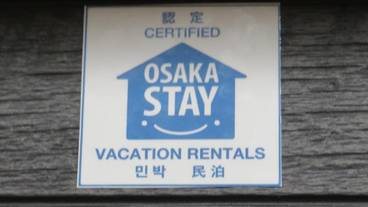 認定
CERTIFIED
OSAKA
STAY
VACATION RENTALS
민박 民泊